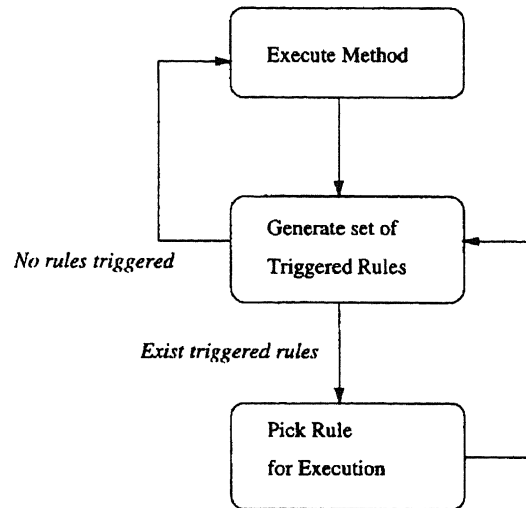 Execute Method
Generate set of
Triggered Rules
No rules triggered
Exist triggered rules
Pick Rule
for Execution